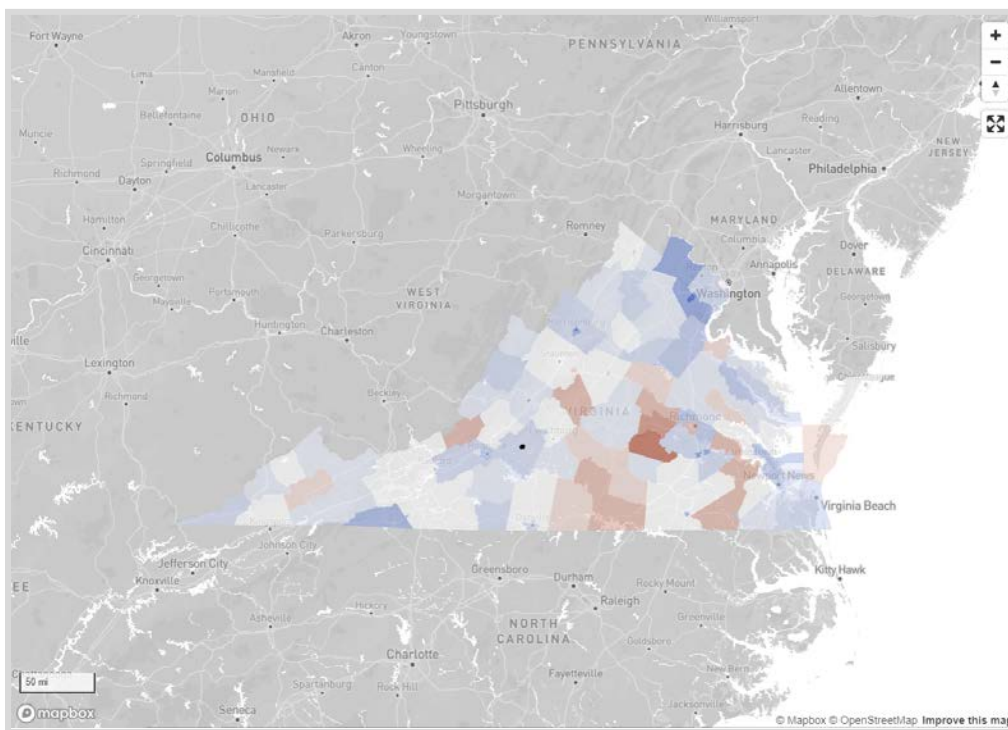 Williamsport
Fort Wayne
Akron
Youngstown
PENNSYLVANIA
Lima
Mansfield
Canton
Marion
Allentown
Bellefontaine
OHIO
Pittsburgh
Muncie
Harrisburg
Reading
NEW
JERSEY
Springfield
Columbus
Newark
Wheeling
Lancaster
Philadelphia
Richmond
Dayton
Lancaster
Morgantown
Hamilton
Chillicothe
Parkersburg
Romney
MARYLAND
Columbia
Dover
Cincinnati
Annapolis
DELAWARE
Georgetown
Portsmouth
WEST
VIRGINIA
Washington
Georgetown
Maysville
Huntington
Charleston
Salisbury
ville
Lexington
Richmond
Beckley
KENTUCKY
VIRGINIA
Richmond
Newport News
Virginia Beach
Johnson City
Jefferson City
Kitty Hawk
EE
Knoxville
Greensboro
Durham
Rocky Mount
Raleigh
Greenville
Asheville
Hickory
NORTH
CAROLINA
Goldsboro
Charlotte
New Bern
50 mi
Spartanburg
Rock Hill
Fayetteville
Jacksonville
Seneca
mapbox
© Mapbox © OpenStreetMap Improve this map